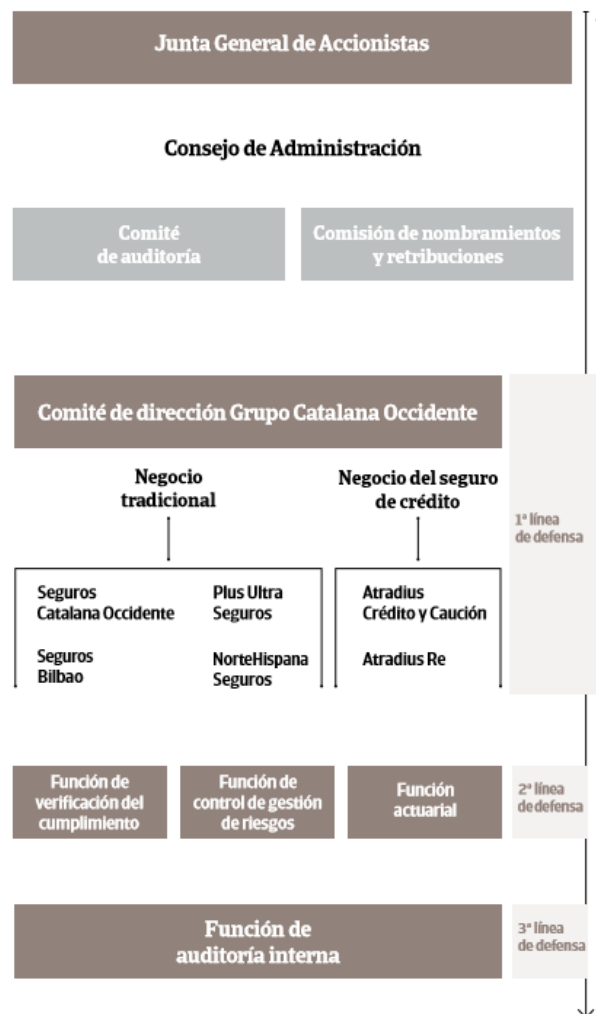 Junta General de Accionistas
Consejo de Administración
Comité
de auditoría
Comisión de nombramientos
y retribuciones
Comité de dirección Grupo Catalana Occidente
1ª línea
de defensa
Negocio
tradicional
Negocio del seguro
de crédito
Seguros
Catalana Occidente
Plus Ultra
Seguros
Seguros
Bilbao
NorteHispana
Seguros
Atradius
Crédito y Caución
Atradius Re
Función de
verificación del
cumplimiento
Función de
control de gestión
de riesgos
Función
actuarial
2ª línea
de defensa
Función de
auditoría interna
3ª línea
de defensa